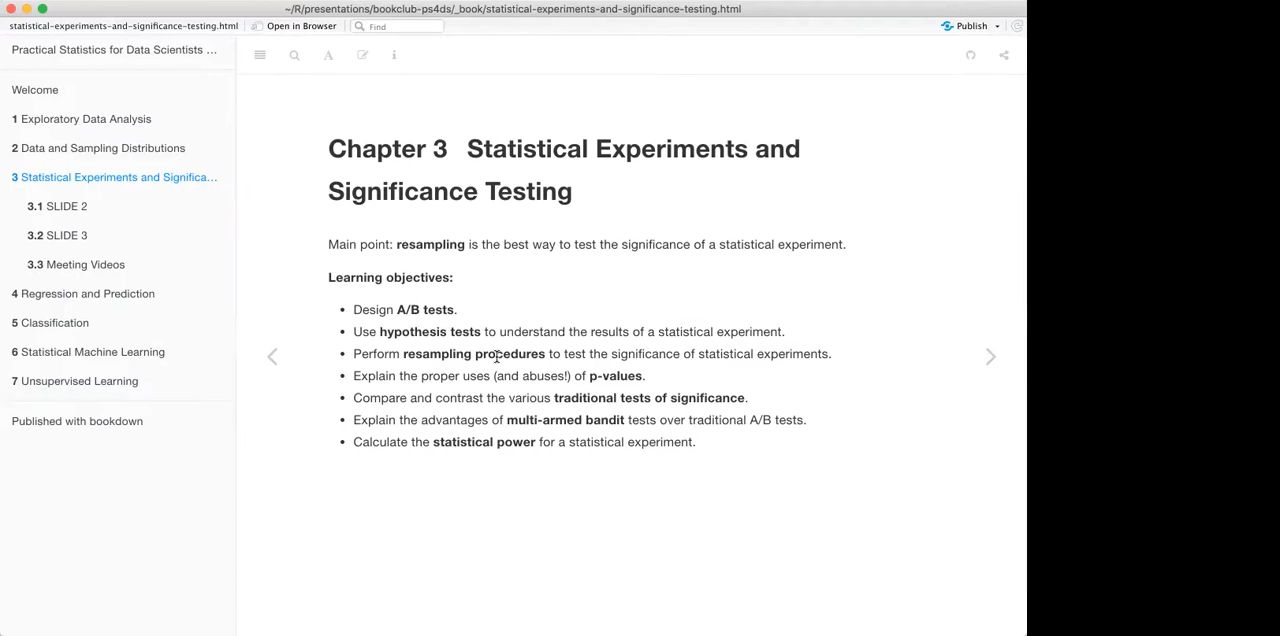 ~/R/presentations/bookclub-ps4ds/_book/statistical-experiments-and-significance-testing.html
statistical-experiments-and-significance-testing.html
Open in Browser
Find
Publish
Practical Statistics for Data Scientists ...
Welcome
1 Exploratory Data Analysis
2 Data and Sampling Distributions
3 Statistical Experiments and Significa...
3.1 SLIDE 2
3.2 SLIDE 3
3.3 Meeting Videos
4 Regression and Prediction
5 Classification
6 Statistical Machine Learning
7 Unsupervised Learning
Published with bookdown
Chapter 3 Statistical Experiments and
Significance Testing
Main point: resampling is the best way to test the significance of a statistical experiment.
Learning objectives:
• Design A/B tests.
• Use hypothesis tests to understand the results of a statistical experiment.
• Perform resampling procedures to test the significance of statistical experiments.
• Explain the proper uses (and abuses!) of p-values.
• Compare and contrast the various traditional tests of significance.
• Explain the advantages of multi-armed bandit tests over traditional A/B tests.
• Calculate the statistical power for a statistical experiment.